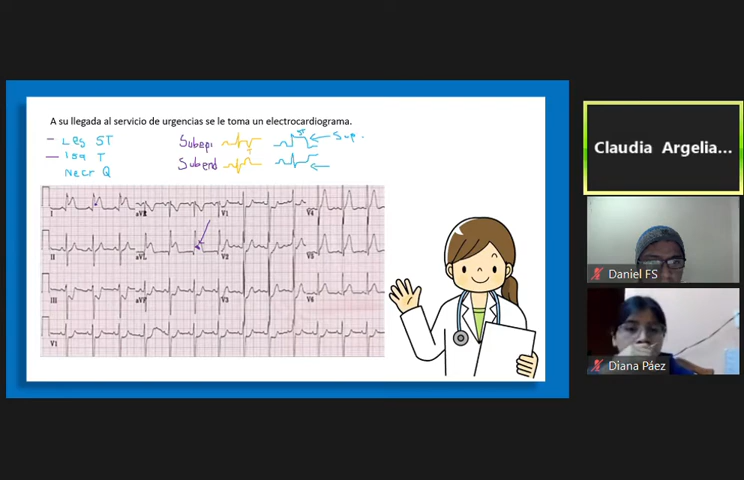 A su llegada al servicio de urgencias se le toma un electrocardiograma.
- Les ST
- Isq T
Necr Q
Subepi
Subend
T
ST
Sup.
I
aVR
V1
V4
II
aVL
V2
V5
III
aVF
V3
V6
V1
Claudia Argelia...
Daniel FS
Diana Páez